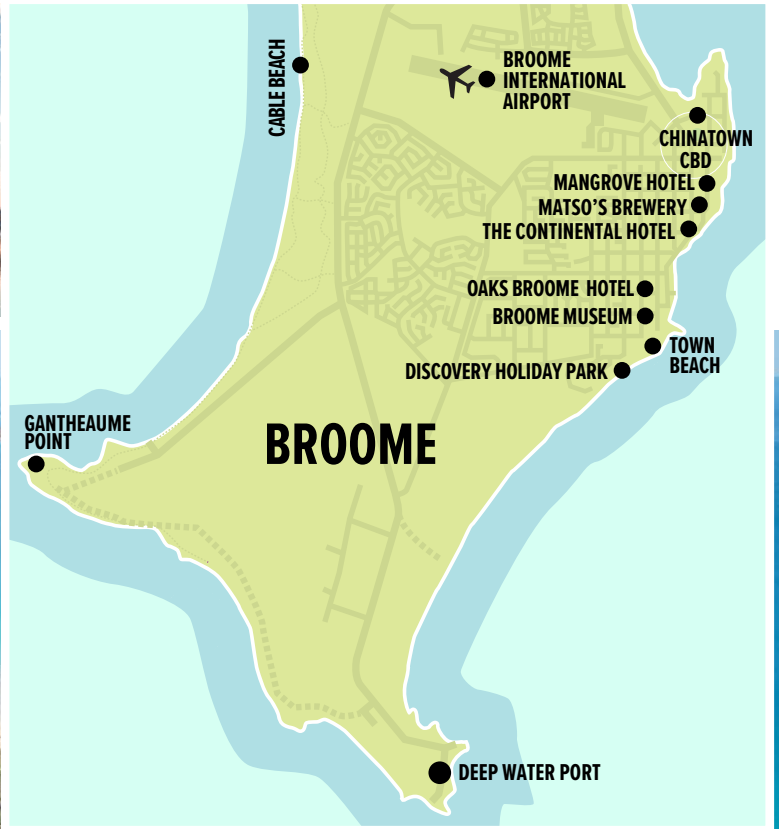 CABLE BEACH
BROOME
INTERNATIONAL
AIRPORT
CHINATOWN
CBD
MANGROVE HOTEL
MATSO'S BREWERY
THE CONTINENTAL HOTEL
OAKS BROOME HOTEL
BROOME MUSEUM
TOWN
BEACH
DISCOVERY HOLIDAY PARK
GANTHEAUME
POINT
BROOME
DEEP WATER PORT